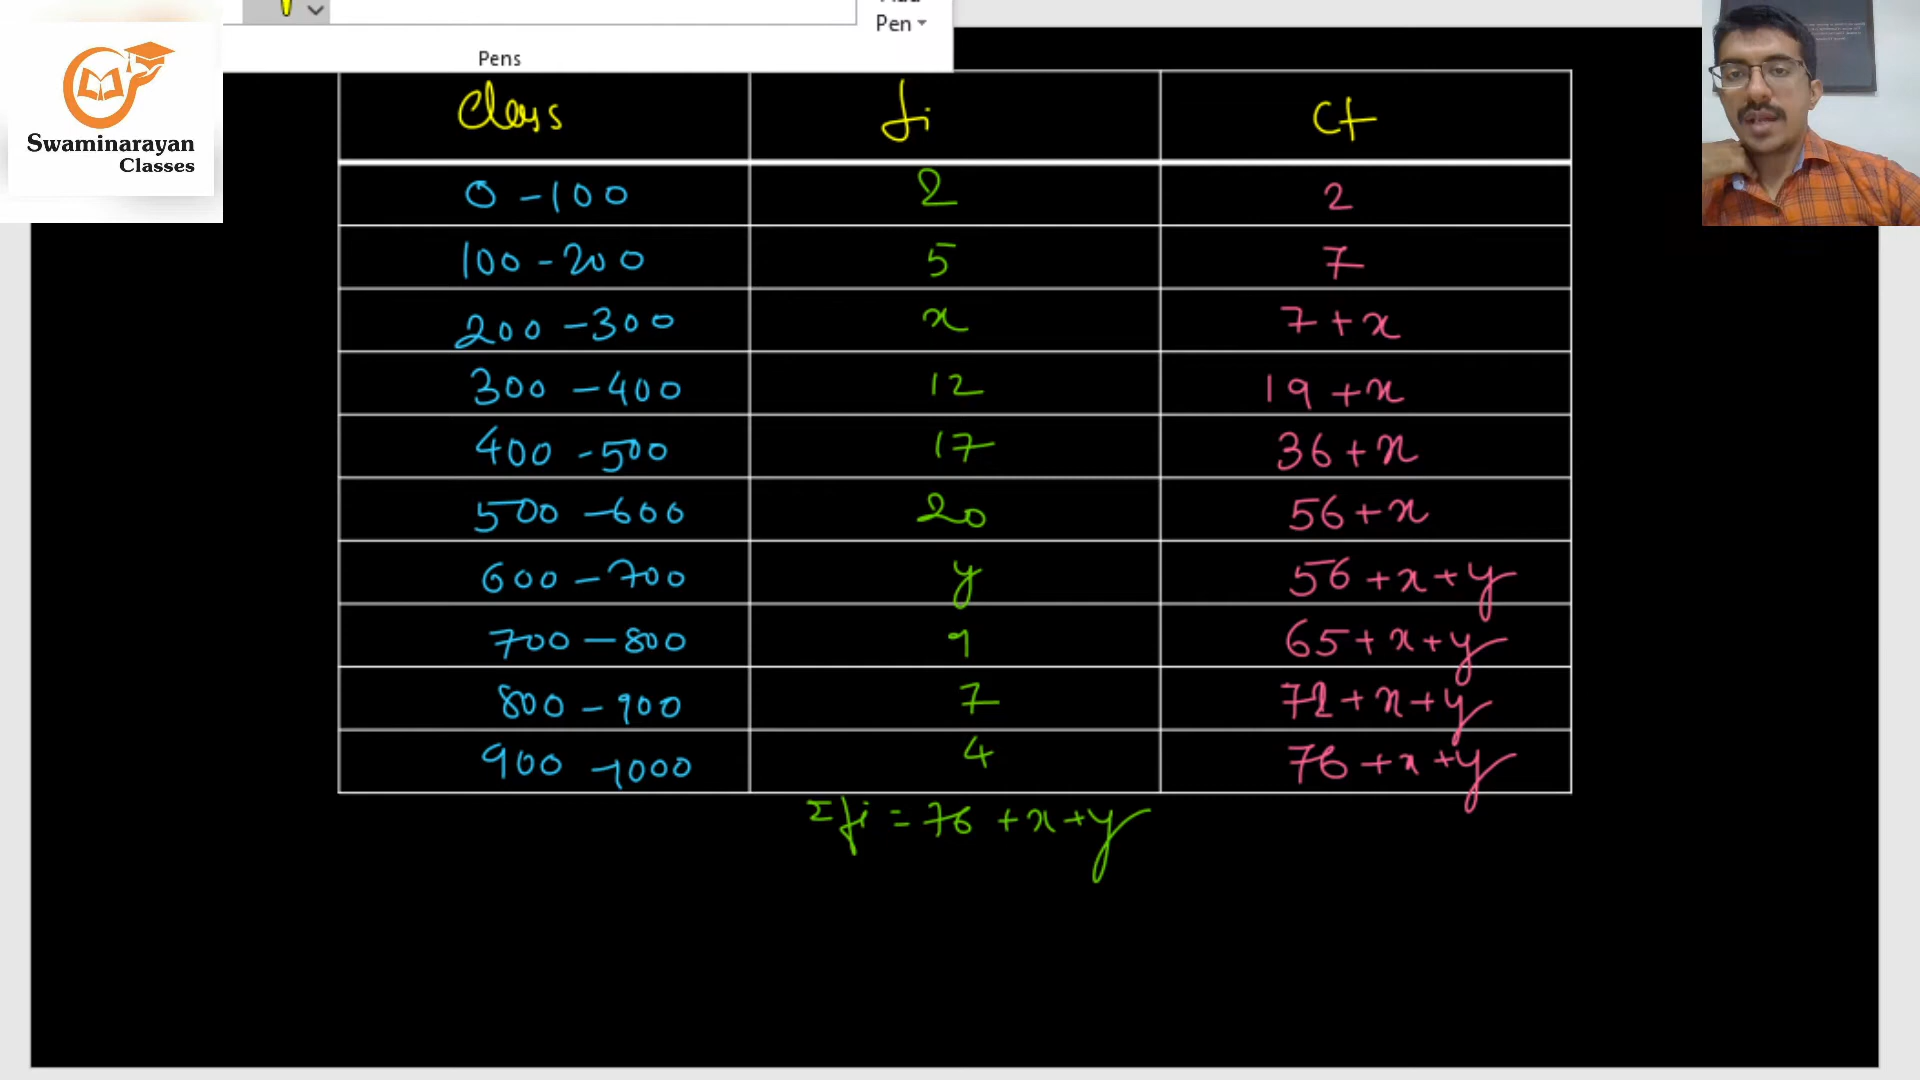 Pen
Pens
Swaminarayan
Classes
Class fi Cf
0 - 100 2 2
100 - 200 5 7
200 - 300 x 7 + x
300 - 400 12 19 + x
400 - 500 17 36 + x
500 - 600 20 56 + x
600 - 700 y 56 + x + y
700 - 800 9 65 + x + y
800 - 900 7 72 + x + y
900 - 1000 4 76 + x + y
Σfi = 76 + x + y